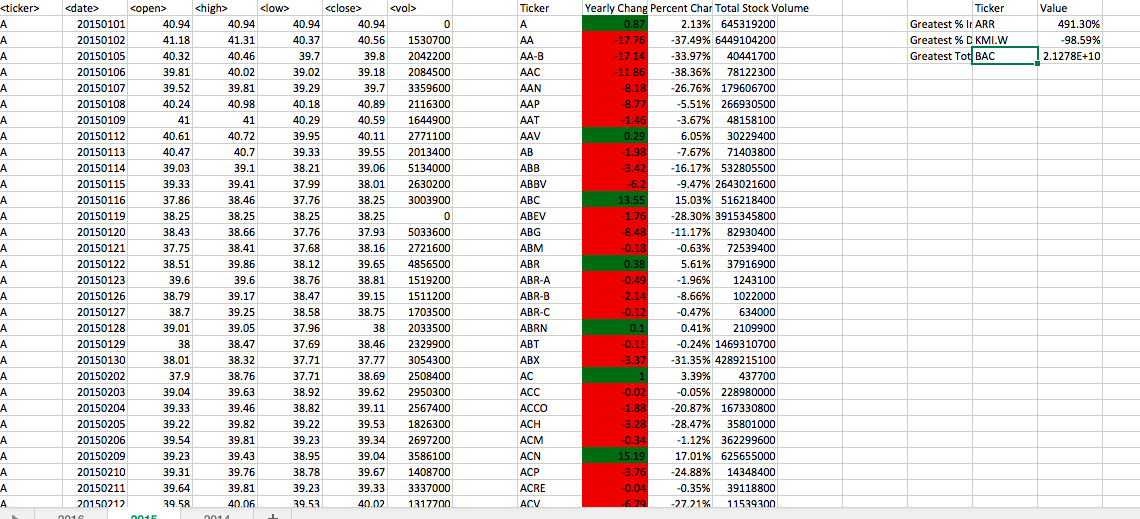 <ticker> <date> <open> <high> <low> <close> <vol> Ticker Yearly Chang Percent Char Total Stock Volume Ticker Value
A 20150101 40.94 40.94 40.94 40.94 0 A 0.87 2.13% 645319200 Greatest % I ARR 491.30%
A 20150102 41.18 41.31 40.37 40.56 1530700 AA -17.76 -37.49% 6449104200 Greatest % D KMI.W -98.59%
A 20150105 40.32 40.46 39.7 39.8 2042200 AA-B -17.14 -33.97% 40441700 Greatest Tot BAC 2.1278E+10
A 20150106 39.81 40.02 39.02 39.18 2084500 AAC -11.86 -38.36% 78122300
A 20150107 39.52 39.81 39.29 39.7 3359600 AAN -8.18 -26.76% 179606700
A 20150108 40.24 40.98 40.18 40.89 2116300 AAP -8.77 -5.51% 266930500
A 20150109 41 41 40.29 40.59 1644900 AAT -1.46 -3.67% 48158100
A 20150112 40.61 40.72 39.95 40.11 2771100 AAV 0.29 6.05% 30229400
A 20150113 40.47 40.7 39.33 39.55 2013400 AB -1.98 -7.67% 71403800
A 20150114 39.03 39.1 38.21 39.06 5134000 ABB -3.42 -16.17% 532805500
A 20150115 39.33 39.41 37.99 38.01 2630200 ABBV -6.2 -9.47% 2643021600
A 20150116 37.86 38.46 37.76 38.25 3003900 ABC 13.55 15.03% 516218400
A 20150119 38.25 38.25 38.25 38.25 0 ABEV -1.76 -28.30% 3915345800
A 20150120 38.43 38.66 37.76 37.93 5033600 ABG -8.48 -11.17% 82930400
A 20150121 37.75 38.41 37.68 38.16 2721600 ABM -0.18 -0.63% 72539400
A 20150122 38.51 39.86 38.12 39.65 4856500 ABR 0.38 5.61% 37916900
A 20150123 39.6 39.6 38.76 38.81 1519200 ABR-A -0.49 -1.96% 1243100
A 20150126 38.79 39.17 38.47 39.15 1511200 ABR-B -2.14 -8.66% 1022000
A 20150127 38.7 39.25 38.58 38.75 1703500 ABR-C -0.12 -0.47% 634000
A 20150128 39.01 39.05 37.96 38 2033500 ABRN 0.1 0.41% 2109900
A 20150129 38 38.47 37.69 38.46 2329900 ABT -0.11 -0.24% 1469310700
A 20150130 38.01 38.32 37.71 37.77 3054300 ABX -3.37 -31.35% 4289215100
A 20150202 37.9 38.76 37.71 38.69 2508400 AC 1 3.39% 437700
A 20150203 39.04 39.63 38.92 39.62 2950300 ACC -0.02 -0.05% 228980000
A 20150204 39.33 39.46 38.82 39.11 2567400 ACCO -1.88 -20.87% 167330800
A 20150205 39.22 39.82 39.22 39.53 1826300 ACH -3.28 -28.47% 35801000
A 20150206 39.54 39.81 39.23 39.34 2697200 ACM -0.34 -1.12% 362299600
A 20150209 39.23 39.43 38.95 39.04 3586100 ACN 15.19 17.01% 625655000
A 20150210 39.31 39.76 38.78 39.67 1408700 ACP -3.76 -24.88% 14348400
A 20150211 39.64 39.81 39.23 39.33 3337000 ACRE -0.04 -0.35% 39118800
A 20150212 39.58 40.06 39.53 40.02 1317700 ACV -6.79 -27.21% 11539300
2016 2015 2014 +